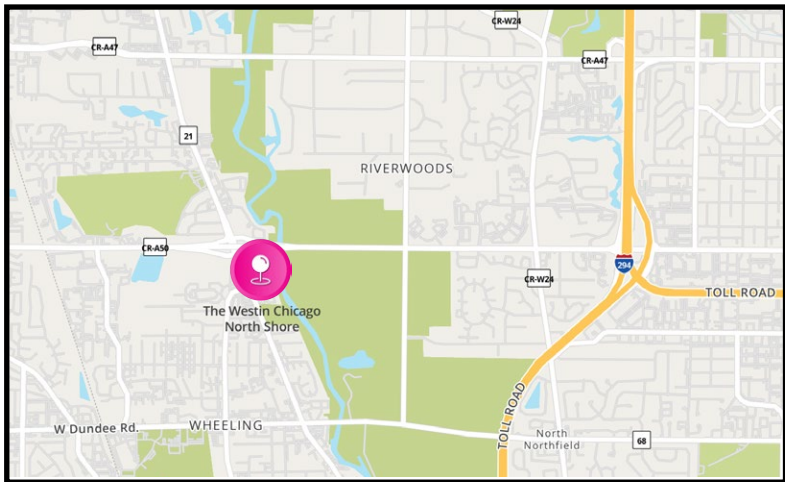 CR-W24
CR-A47
CR-A47
21
RIVERWOODS
CR-A50
294
CR-W24
TOLL ROAD
The Westin Chicago
North Shore
TOLL ROAD
W Dundee Rd.
WHEELING
North
Northfield
68